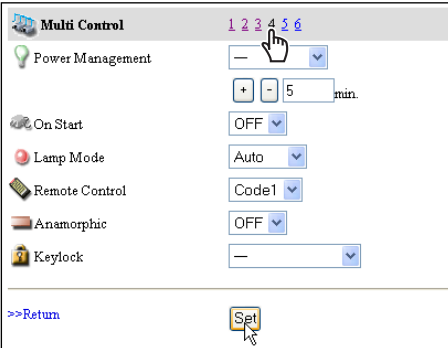 Multi Control 1 2 3 4 5 6
Power Management —
+ - 5 min.
On Start OFF
Lamp Mode Auto
Remote Control Code1
Anamorphic OFF
Keylock —
>>Return Set